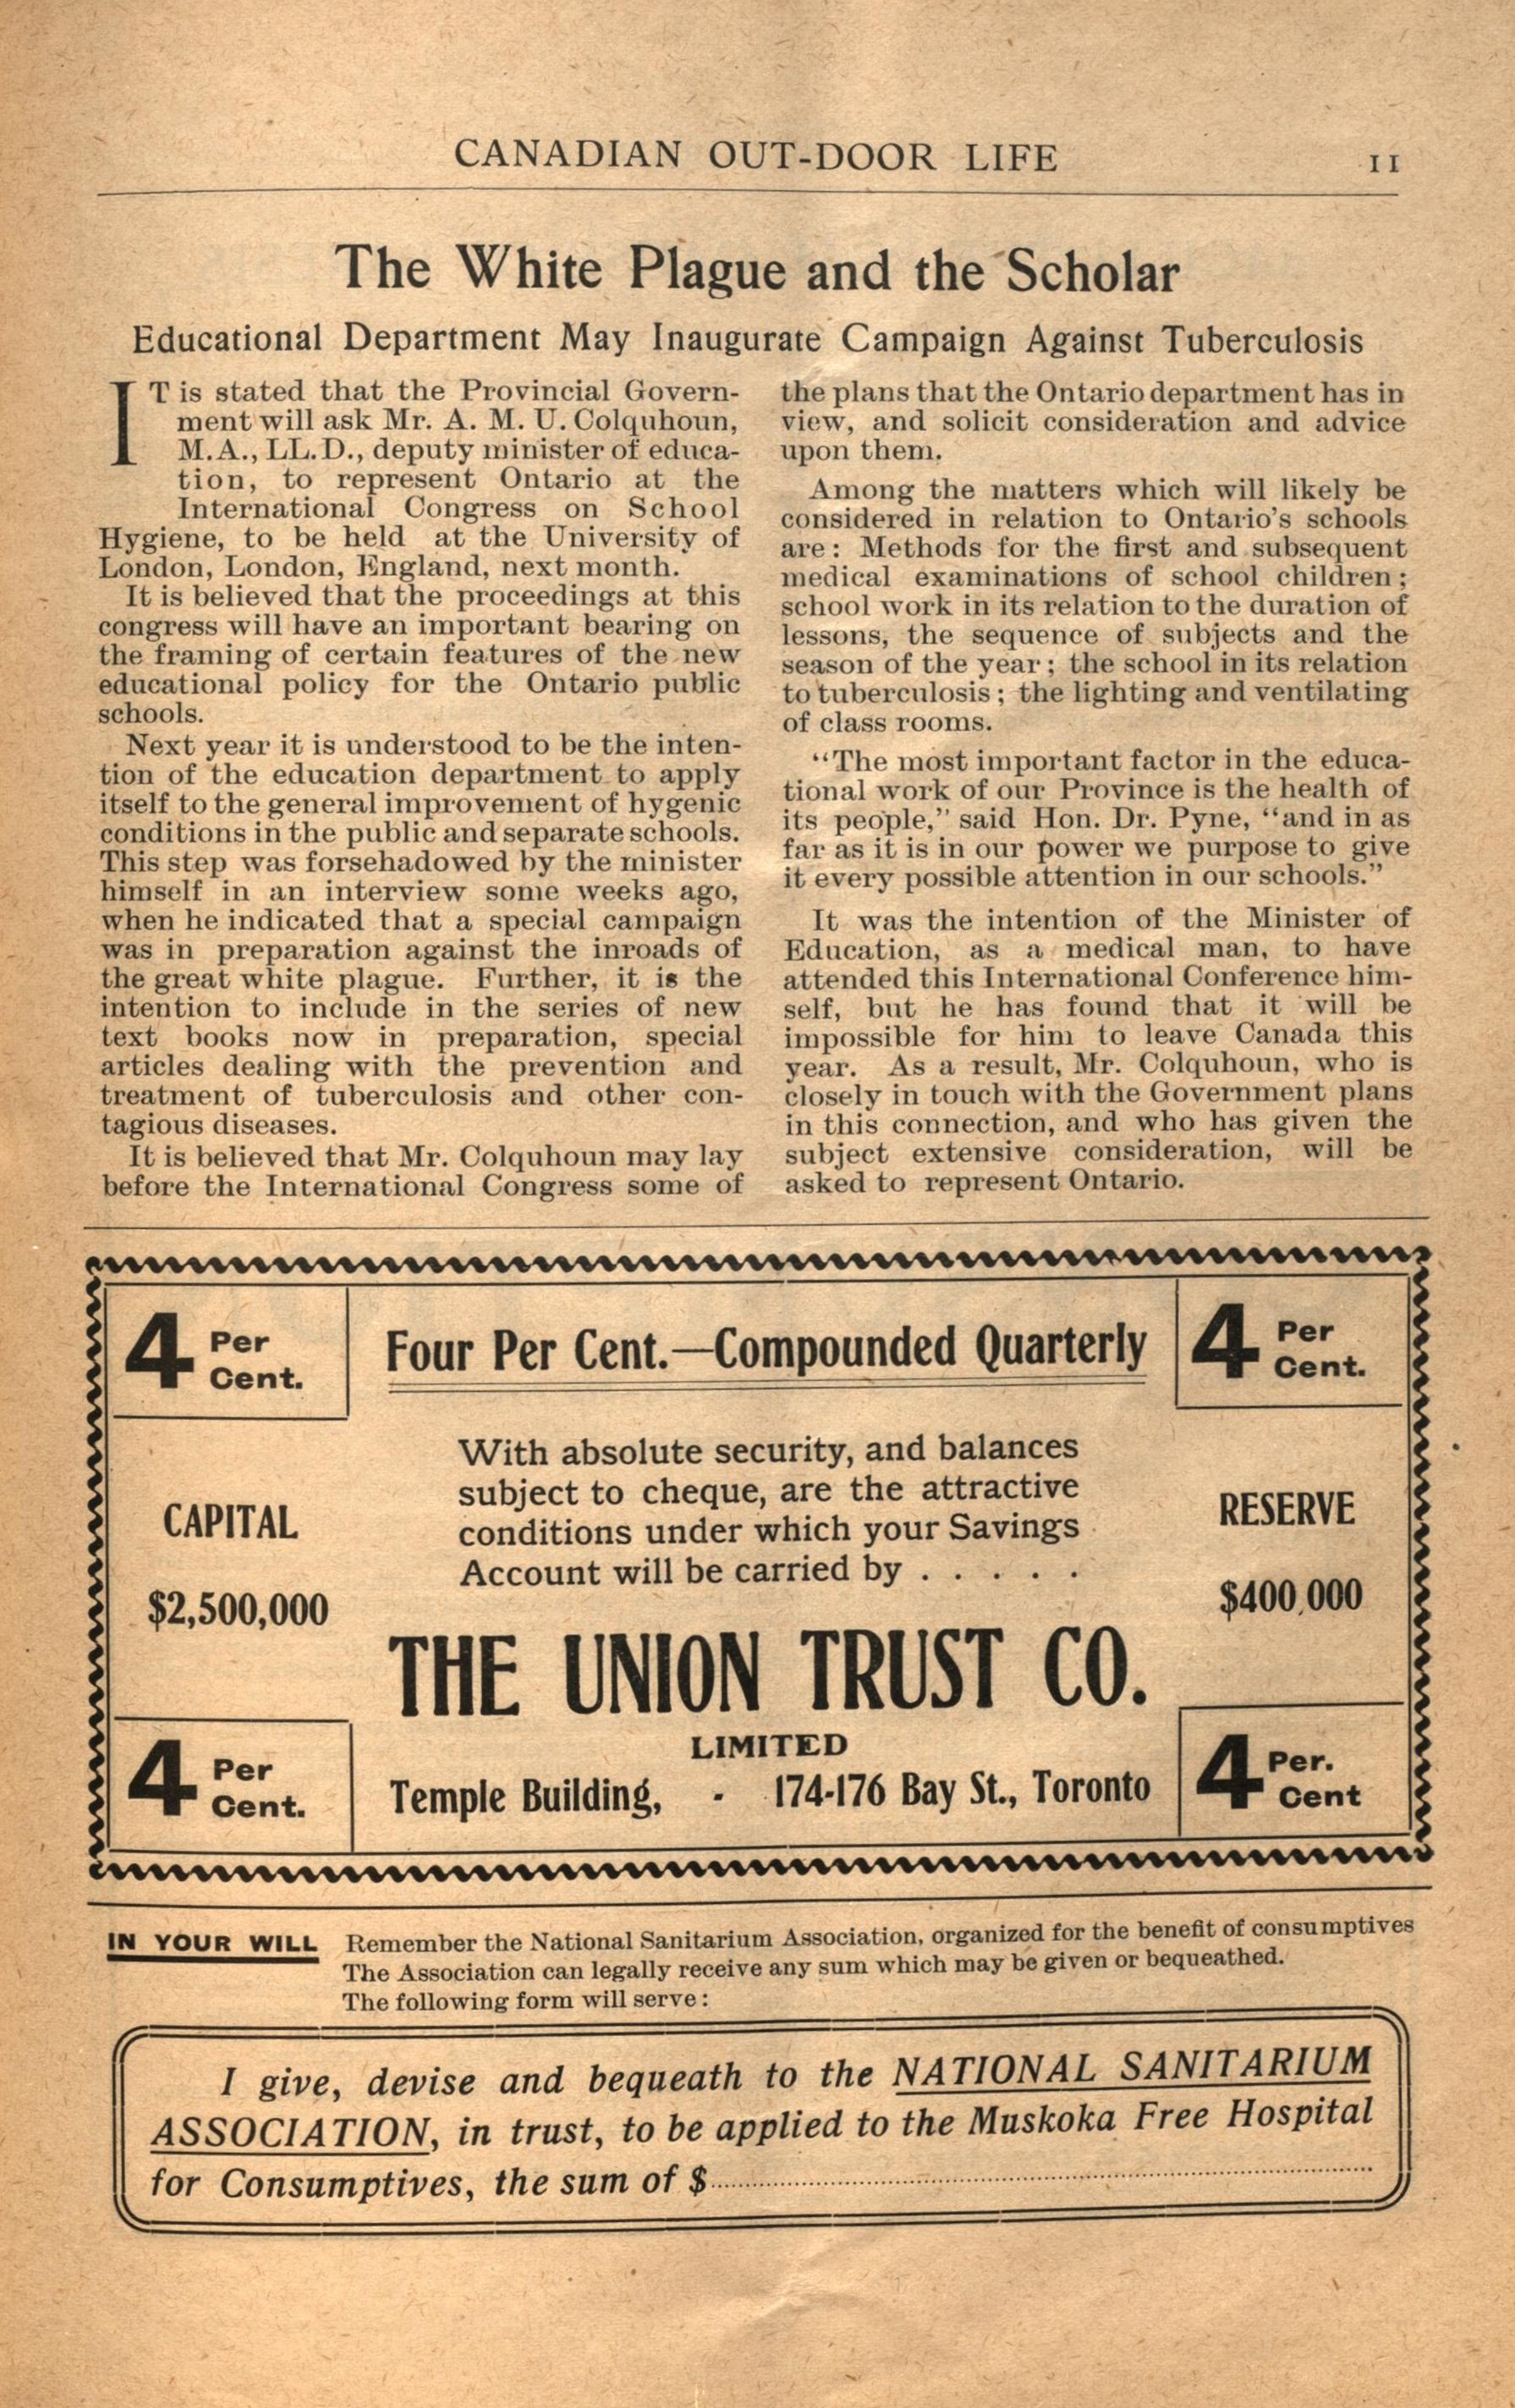 CANADIAN OUT-DOOR LIFE 11
The White Plague and the Scholar
Educational Department May Inaugurate Campaign Against Tuberculosis
IT is stated that the Provincial Govern-
ment will ask Mr. A. M. U. Colquhoun,
M.A., LL.D., deputy minister of educa-
tion, to represent Ontario at the
International Congress on School
Hygiene, to be held at the University of
London, London, England, next month.
It is believed that the proceedings at this
congress will have an important bearing on
the framing of certain features of the new
educational policy for the Ontario public
schools.
Next year it is understood to be the inten-
tion of the education department to apply
itself to the general improvement of hygenic
conditions in the public and separate schools.
This step was forsehadowed by the minister
himself in an interview some weeks ago,
when he indicated that a special campaign
was in preparation against the inroads of
the great white plague. Further, it is the
intention to include in the series of new
text books now in preparation, special
articles dealing with the prevention and
treatment of tuberculosis and other con-
tagious diseases.
It is believed that Mr. Colquhoun may lay
before the International Congress some of
the plans that the Ontario department has in
view, and solicit consideration and advice
upon them.
Among the matters which will likely be
considered in relation to Ontario's schools
are: Methods for the first and subsequent
medical examinations of school children;
school work in its relation to the duration of
lessons, the sequence of subjects and the
season of the year; the school in its relation
to tuberculosis; the lighting and ventilating
of class rooms.
"The most important factor in the educa-
tional work of our Province is the health of
its people," said Hon. Dr. Pyne, "and in as
far as it is in our power we purpose to give
it every possible attention in our schools."
It was the intention of the Minister of
Education, as a medical man, to have
attended this International Conference him-
self, but he has found that it will be
impossible for him to leave Canada this
year. As a result, Mr. Colquhoun, who is
closely in touch with the Government plans
in this connection, and who has given the
subject extensive consideration, will be
asked to represent Ontario.
4 Per Cent.
Four Per Cent.—Compounded Quarterly
4 Per Cent.
With absolute security, and balances
subject to cheque, are the attractive
conditions under which your Savings
Account will be carried by . . . . .
CAPITAL
$2,500,000
RESERVE
$400,000
THE UNION TRUST CO.
LIMITED
4 Per Cent.
Temple Building, - 174-176 Bay St., Toronto
4 Per. Cent
IN YOUR WILL Remember the National Sanitarium Association, organized for the benefit of consumptives
The Association can legally receive any sum which may be given or bequeathed.
The following form will serve:
I give, devise and bequeath to the NATIONAL SANITARIUM
ASSOCIATION, in trust, to be applied to the Muskoka Free Hospital
for Consumptives, the sum of $